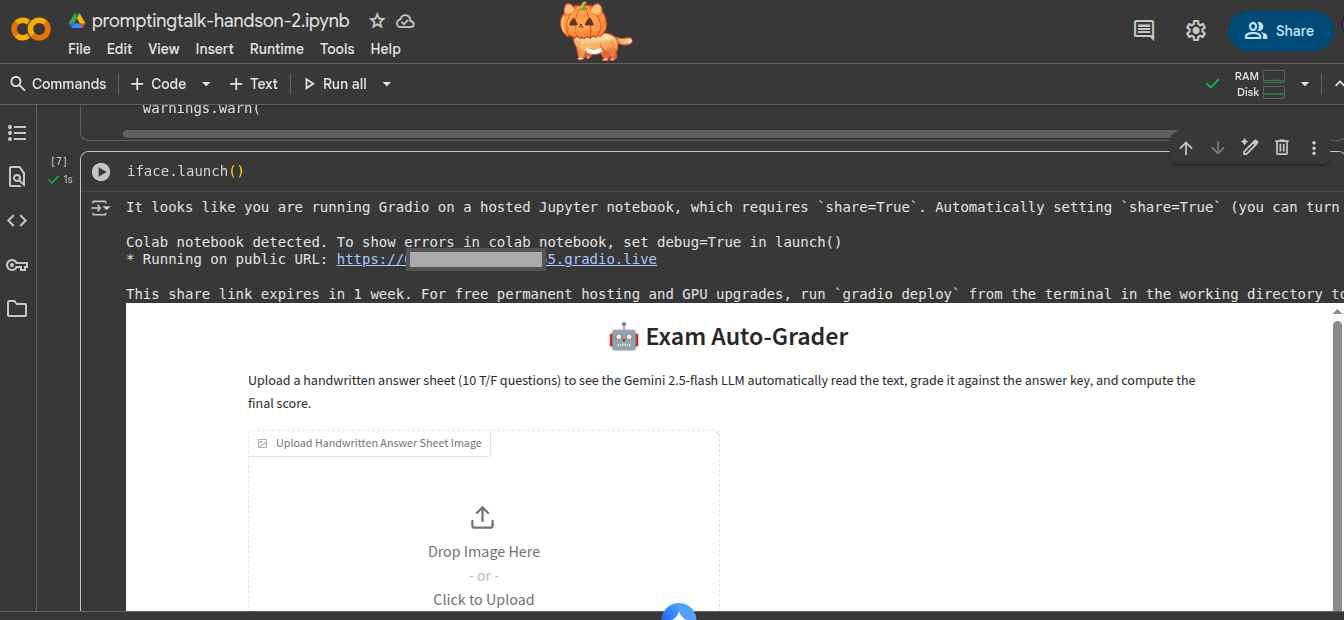 promptingtalk-handson-2.ipynb
File Edit View Insert Runtime Tools Help
Share
Commands + Code + Text Run all
RAM
Disk
warnings.warn(
[7]
1s
iface.launch()
It looks like you are running Gradio on a hosted Jupyter notebook, which requires `share=True`. Automatically setting `share=True` (you can turn
Colab notebook detected. To show errors in colab notebook, set debug=True in launch()
* Running on public URL: https:// 5.gradio.live
This share link expires in 1 week. For free permanent hosting and GPU upgrades, run `gradio deploy` from the terminal in the working directory to
Exam Auto-Grader
Upload a handwritten answer sheet (10 T/F questions) to see the Gemini 2.5-flash LLM automatically read the text, grade it against the answer key, and compute the
final score.
Upload Handwritten Answer Sheet Image
Drop Image Here
- or -
Click to Upload